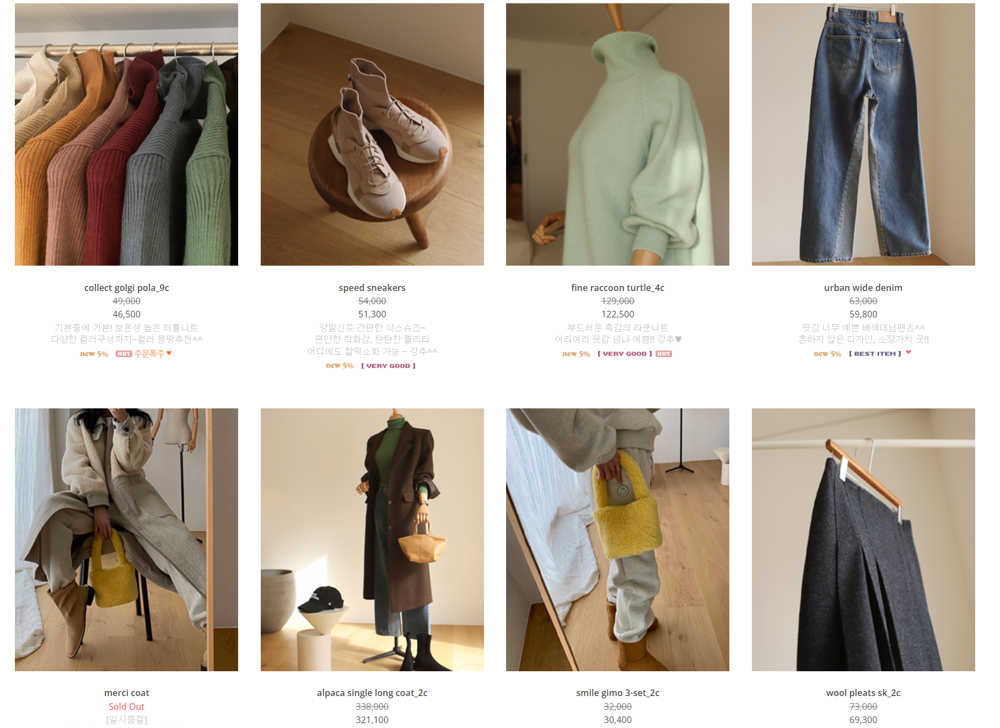 collect golgi pola_9c
49,000
46,500
기본중에 기본! 보온성 높은 터틀니트
다양한 컬러구성까지~컬러 몽땅추천^^
new 5% HOT 주문폭주 ♥
speed sneakers
54,000
51,300
양말신듯 간편한 삭스슈즈~
편안한 착화감, 탄탄한 퀄리티
어디에도 찰떡소화 가능 ~ 강추^^
new 5% [ VERY GOOD ]
fine raccoon turtle_4c
129,000
122,500
부드러운 촉감의 라쿤니트
여리여리 핏감 넘나 예쁨!! 강추♥
new 5% [ VERY GOOD ] HOT
urban wide denim
63,000
59,800
핏감 너무 예쁜 배색데님팬츠^^
흔하지 않은 디자인, 소장가치 굿!!
new 5% [ BEST ITEM ] ♥
merci coat
Sold Out
[일시품절]
alpaca single long coat_2c
338,000
321,100
smile gimo 3-set_2c
32,000
30,400
wool pleats sk_2c
73,000
69,300